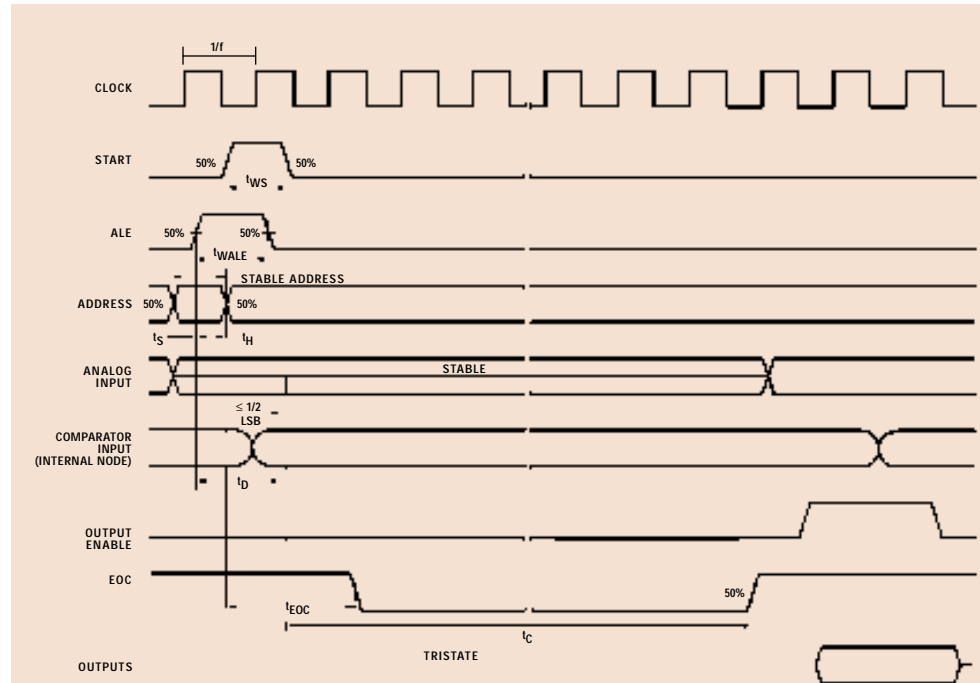 1/f
CLOCK
START
50%
50%
tWS
ALE
50%
50%
tWALE
STABLE ADDRESS
ADDRESS
50%
50%
tS
tH
ANALOG
INPUT
STABLE
≤ 1/2
LSB
COMPARATOR
INPUT
(INTERNAL NODE)
tD
OUTPUT
ENABLE
EOC
50%
tEOC
tC
TRISTATE
OUTPUTS